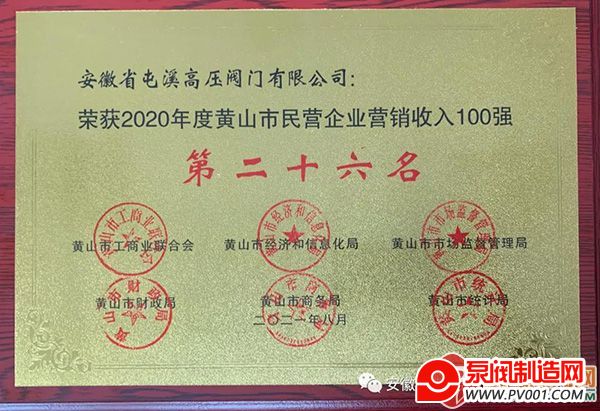 安徽省屯溪高压阀门有限公司：
荣获2020年度黄山市民营企业营销收入100强
第二十六名
黄山市工商业联合会 黄山市经济和信息化局 黄山市市场监督管理局
黄山市财政局 黄山市商务局 黄山市统计局
二〇二一年八月
安徽
泵阀制造网
www.PV001.com